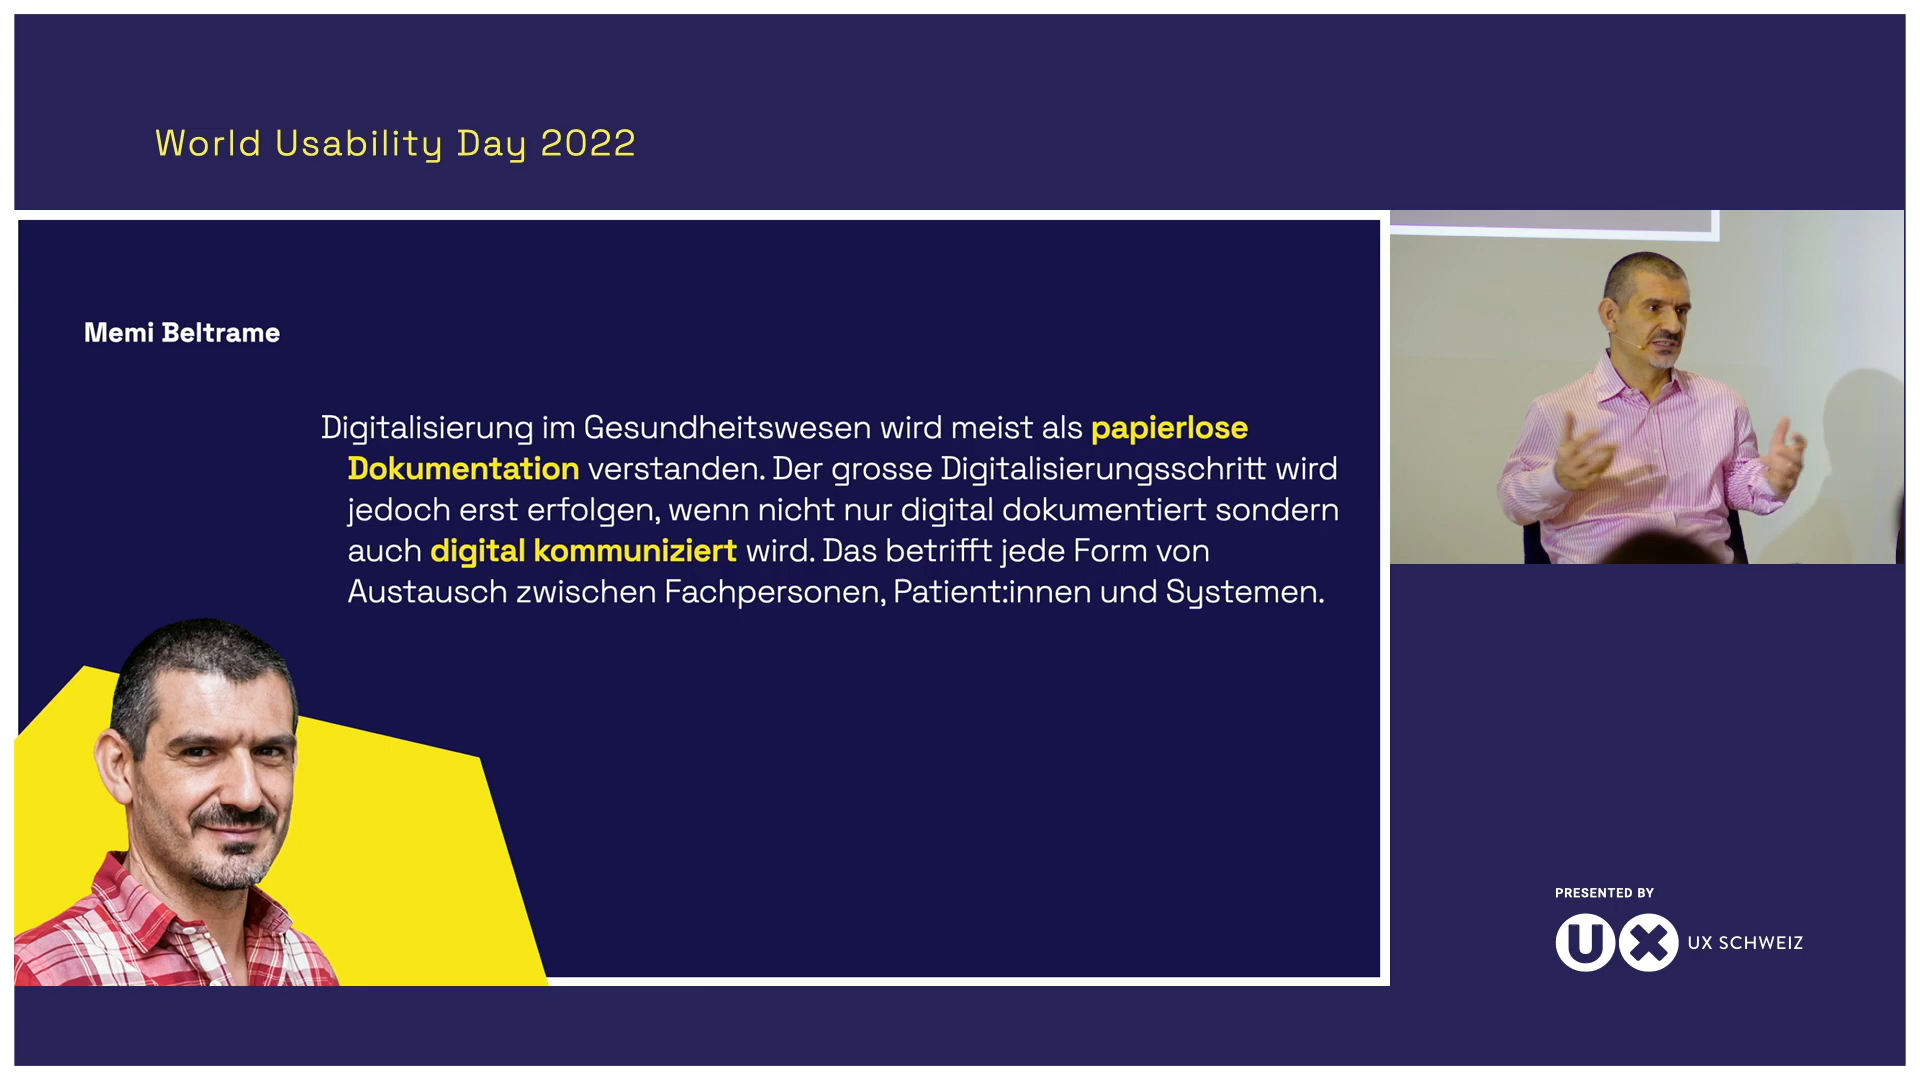 World Usability Day 2022
Memi Beltrame
Digitalisierung im Gesundheitswesen wird meist als papierlose
Dokumentation verstanden. Der grosse Digitalisierungsschritt wird
jedoch erst erfolgen, wenn nicht nur digital dokumentiert sondern
auch digital kommuniziert wird. Das betrifft jede Form von
Austausch zwischen Fachpersonen, Patient:innen und Systemen.
PRESENTED BY
UX UX SCHWEIZ